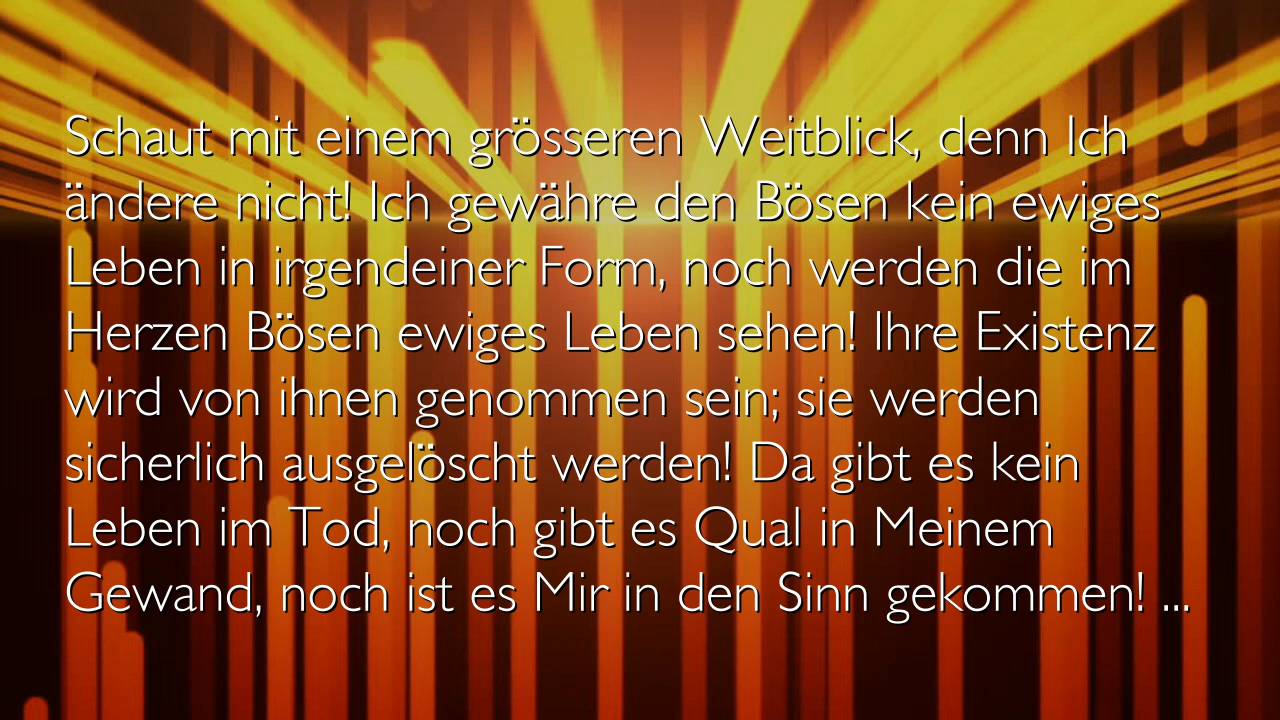 Schaut mit einem grösseren Weitblick, denn Ich
ändere nicht! Ich gewähre den Bösen kein ewiges
Leben in irgendeiner Form, noch werden die im
Herzen Bösen ewiges Leben sehen! Ihre Existenz
wird von ihnen genommen sein; sie werden
sicherlich ausgelöscht werden! Da gibt es kein
Leben im Tod, noch gibt es Qual in Meinem
Gewand, noch ist es Mir in den Sinn gekommen! ...